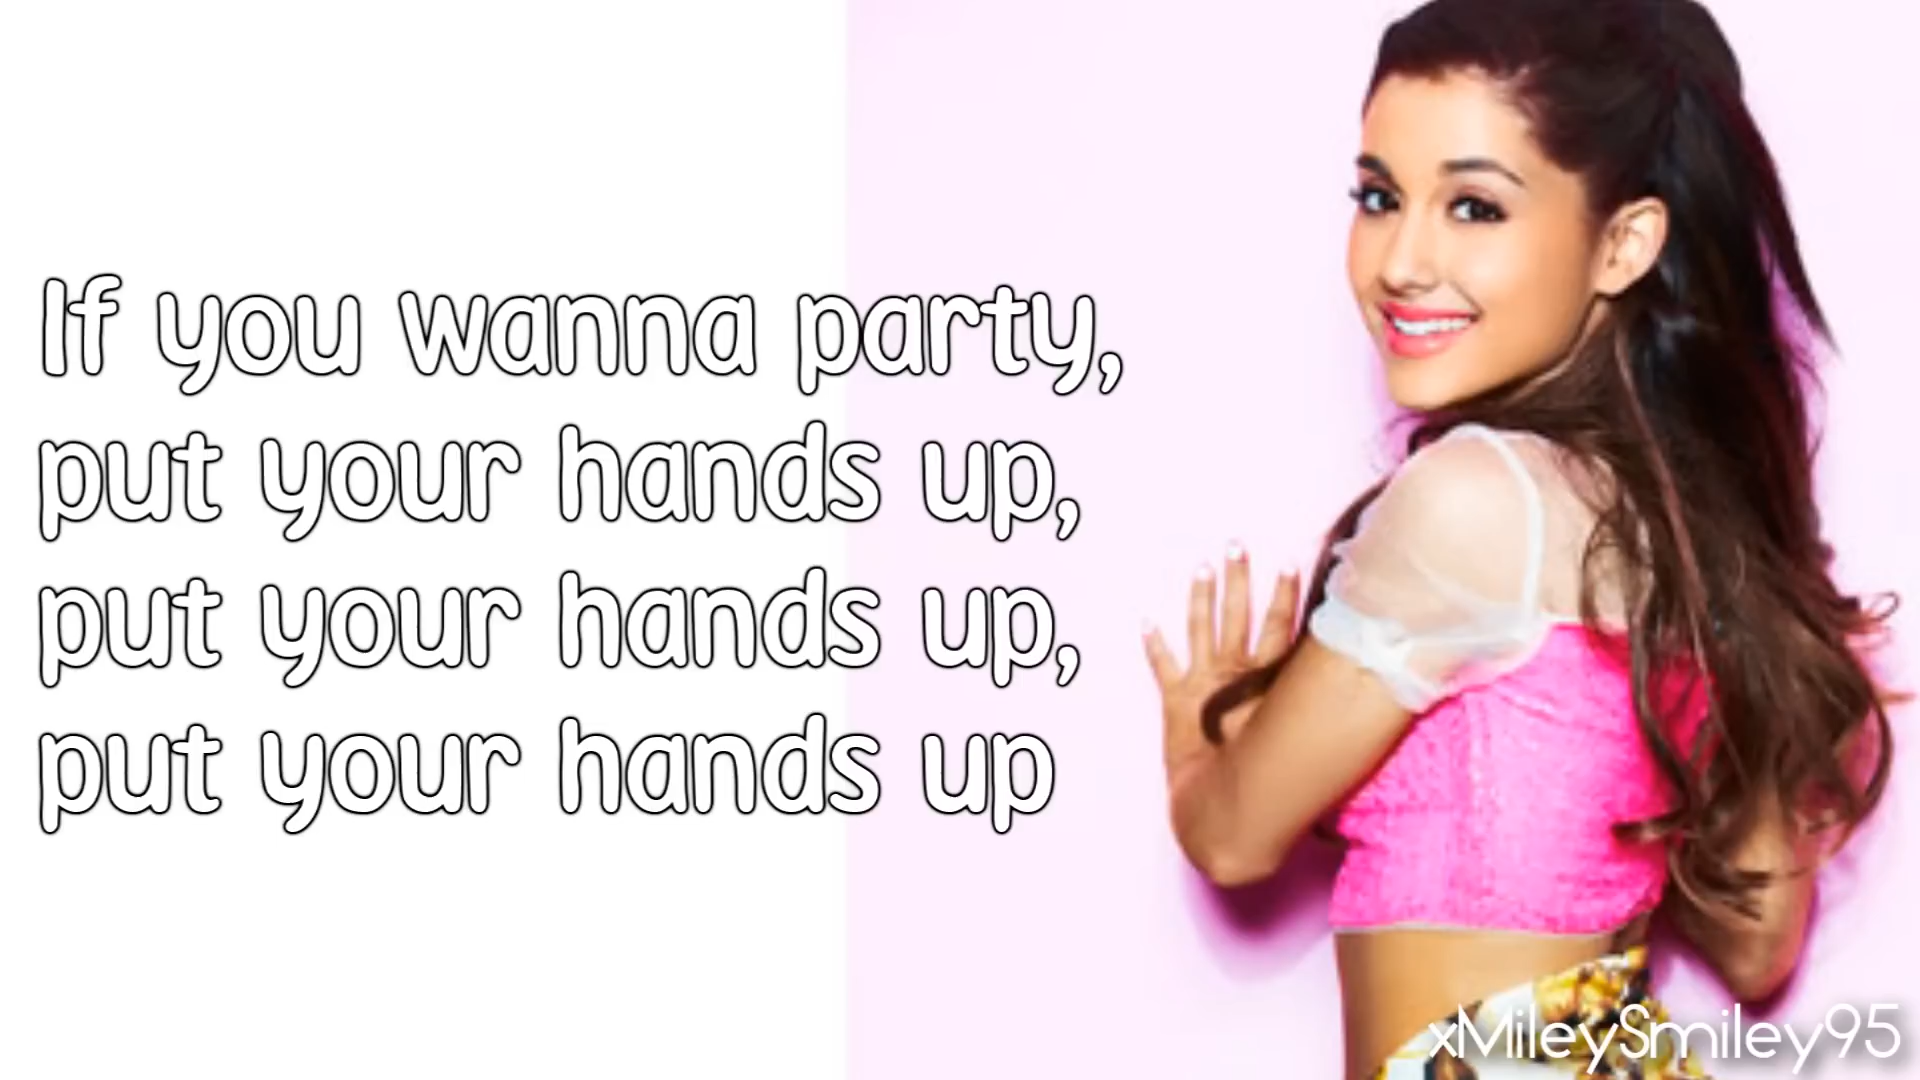 If you wanna party,
put your hands up,
put your hands up,
put your hands up
xMileySmiley95